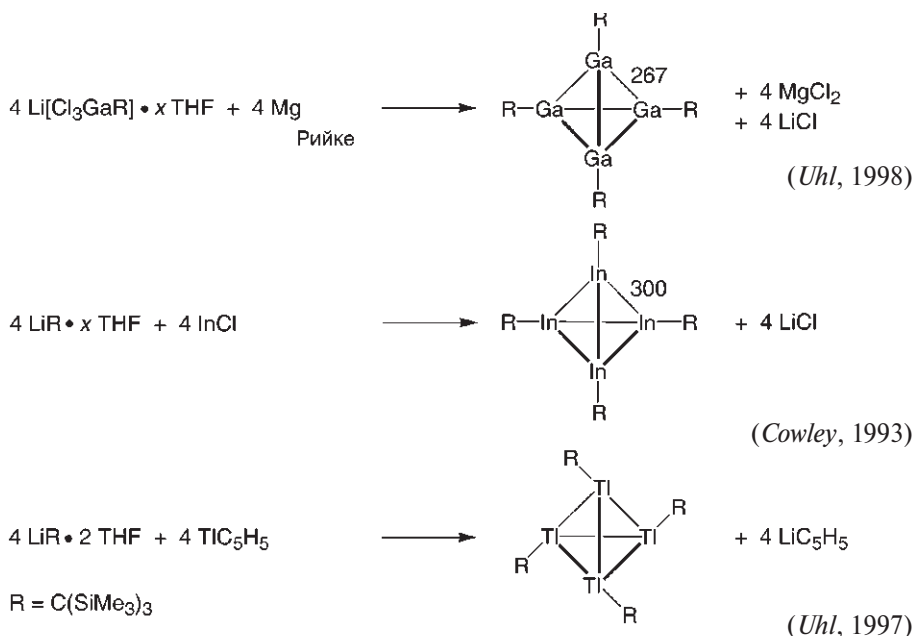 R
Ga
267
4 Li[Cl₃GaR] • x THF + 4 Mg
R—Ga Ga—R
+ 4 MgCl₂
+ 4 LiCl
Рийке
Ga
R
(Uhl, 1998)
R
In
300
4 LiR • x THF + 4 InCl
R—In In—R
+ 4 LiCl
In
R
(Cowley, 1993)
R
Tl
R
4 LiR • 2 THF + 4 TlC₅H₅
Tl Tl
+ 4 LiC₅H₅
R
Tl
R
R = C(SiMe₃)₃
(Uhl, 1997)